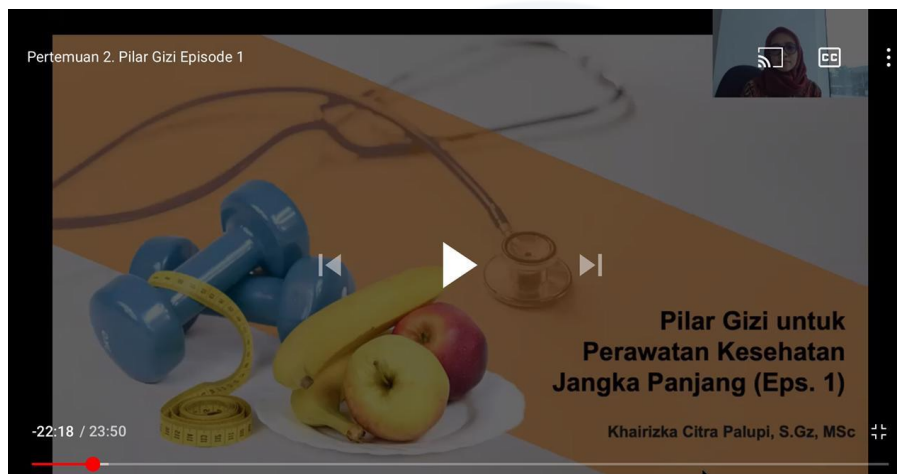 Pertemuan 2. Pilar Gizi Episode 1
CC
Pilar Gizi untuk
Perawatan Kesehatan
Jangka Panjang (Eps. 1)
Khairizka Citra Palupi, S.Gz, MSc
-22:18 / 23:50